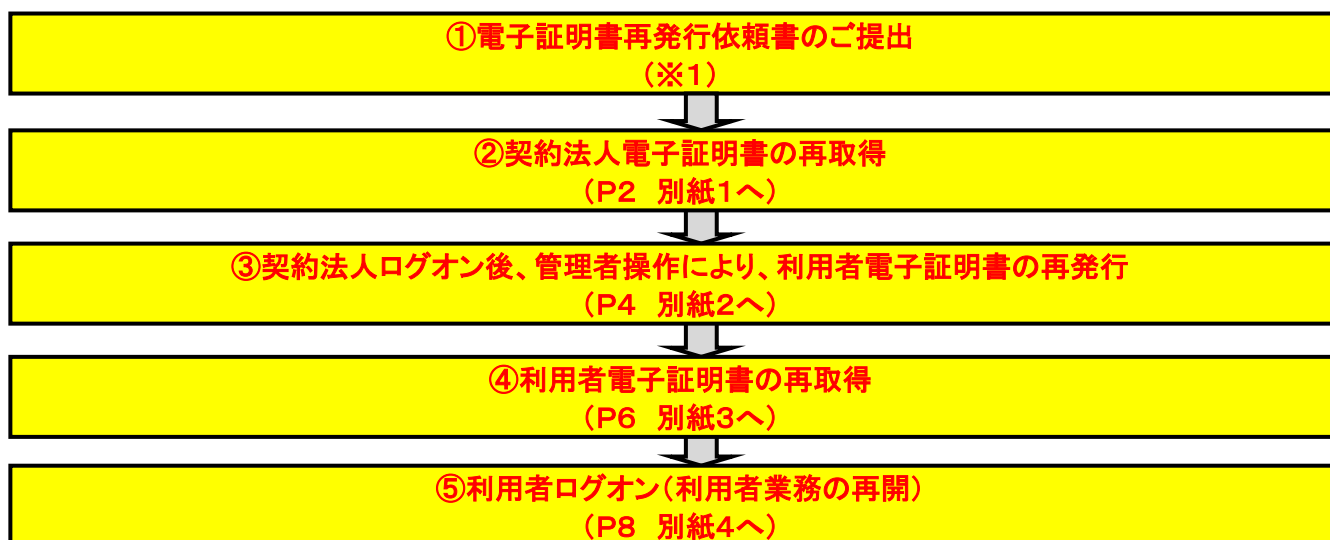 ①電子証明書再発行依頼書のご提出
（※1）
②契約法人電子証明書の再取得
（P2　別紙1へ）
③契約法人ログオン後、管理者操作により、利用者電子証明書の再発行
（P4　別紙2へ）
④利用者電子証明書の再取得
（P6　別紙3へ）
⑤利用者ログオン（利用者業務の再開）
（P8　別紙4へ）